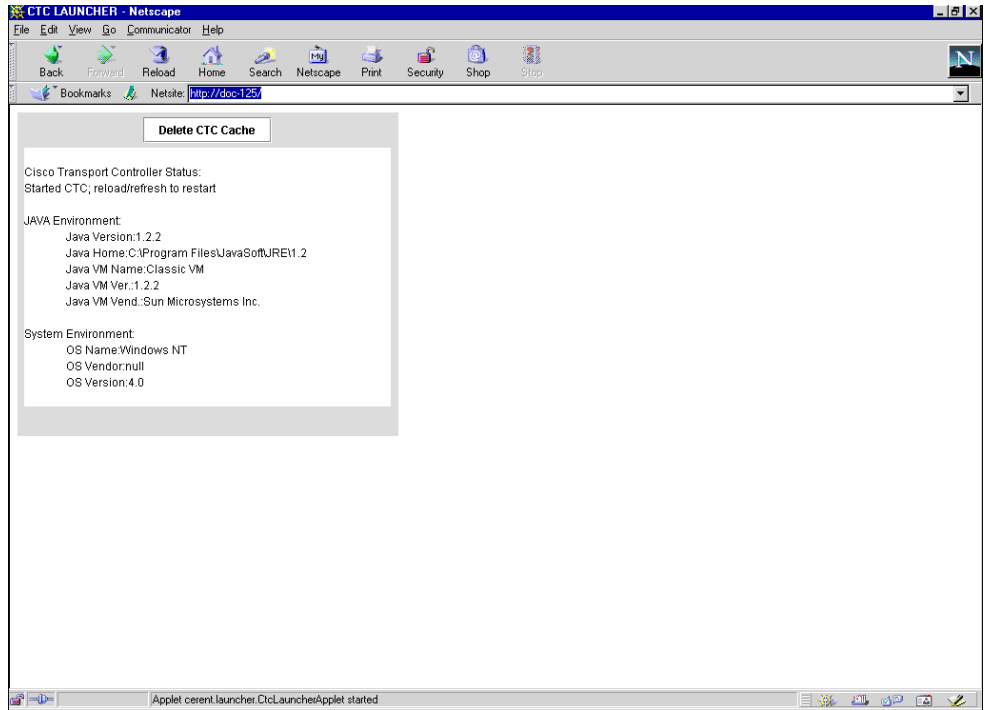 CTC LAUNCHER - Netscape
File Edit View Go Communicator Help
Back Forward Reload Home Search Netscape Print Security Shop Stop
My
N
Bookmarks Netsite: http://doc-125/
Delete CTC Cache
Cisco Transport Controller Status:
Started CTC; reload/refresh to restart
JAVA Environment:
Java Version:1.2.2
Java Home:C:\Program Files\JavaSoft\JRE\1.2
Java VM Name:Classic VM
Java VM Ver.:1.2.2
Java VM Vend.:Sun Microsystems Inc.
System Environment:
OS Name:Windows NT
OS Vendor:null
OS Version:4.0
Applet cerent.launcher.CtcLauncherApplet started